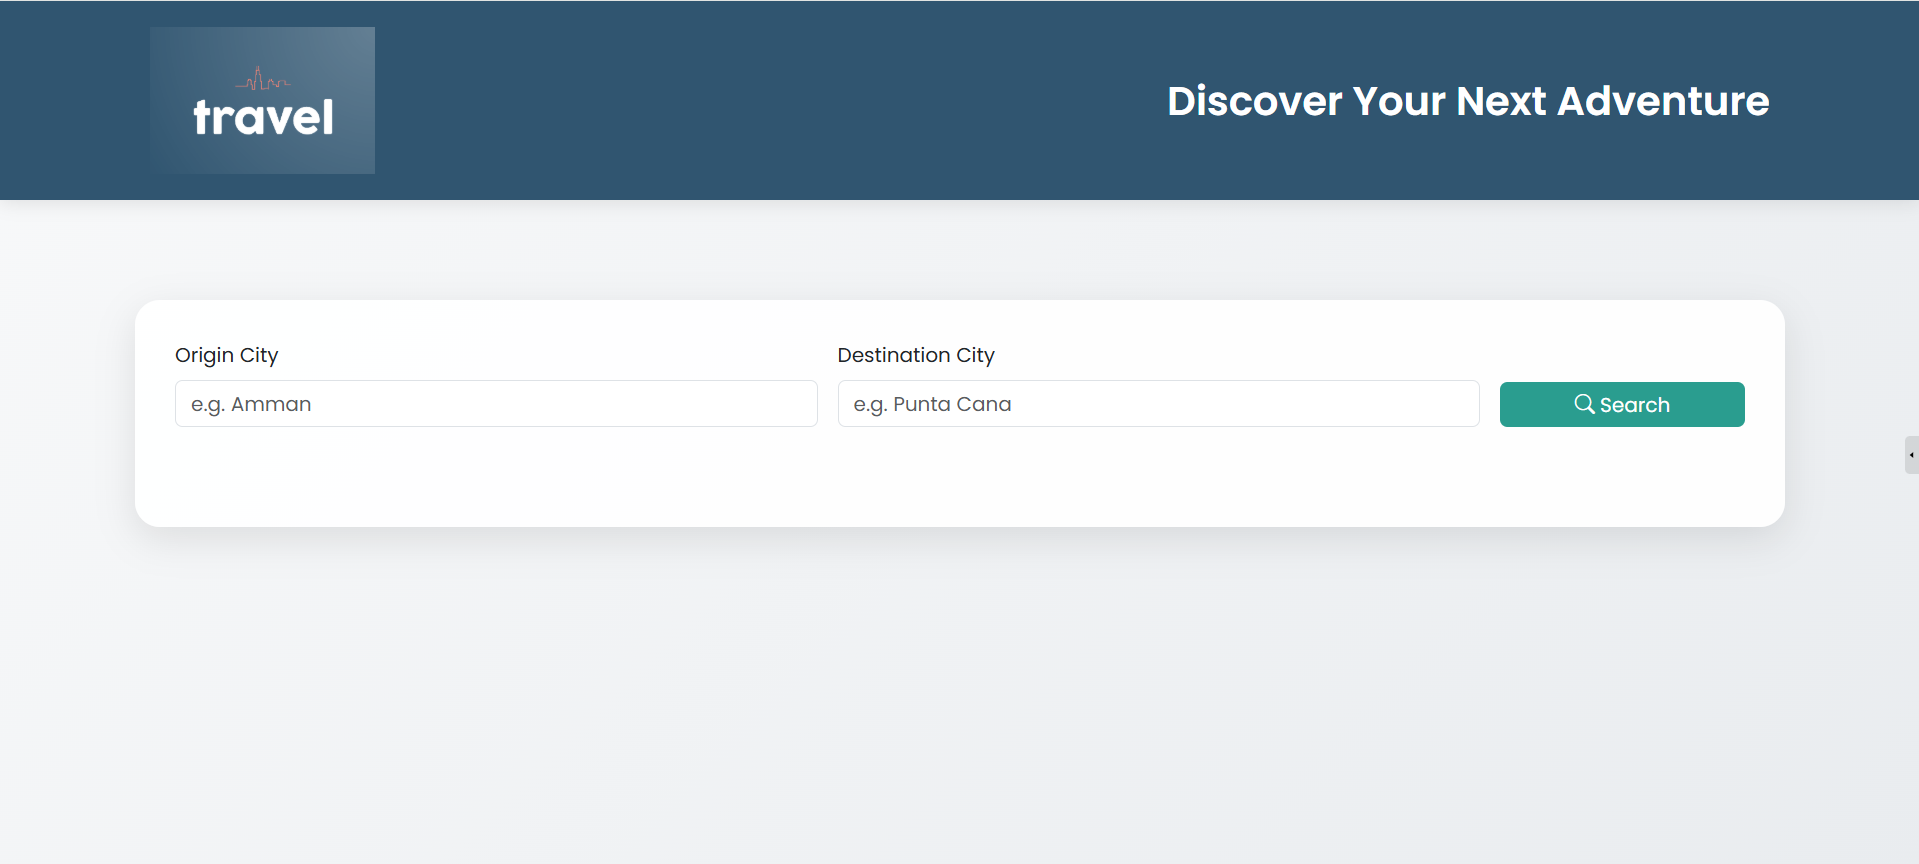 travel
Discover Your Next Adventure
Origin City
Destination City
e.g. Amman
e.g. Punta Cana
Search